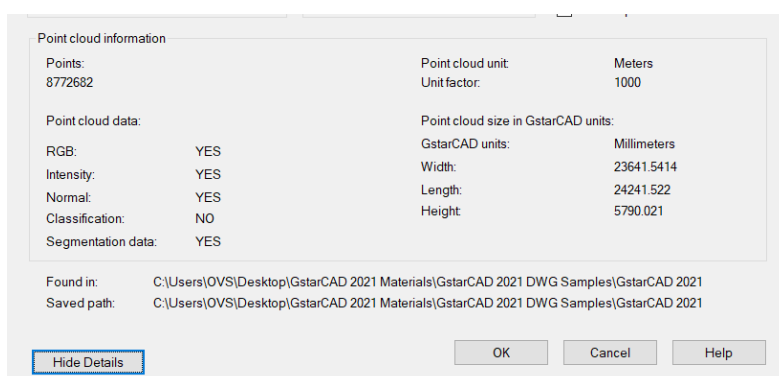 Point cloud information
Points:
8772682
Point cloud unit: Meters
Unit factor: 1000
Point cloud data:
Point cloud size in GstarCAD units:
RGB: YES
Intensity: YES
Normal: YES
Classification: NO
Segmentation data: YES
GstarCAD units: Millimeters
Width: 23641.5414
Length: 24241.522
Height: 5790.021
Found in: C:\Users\OVS\Desktop\GstarCAD 2021 Materials\GstarCAD 2021 DWG Samples\GstarCAD 2021
Saved path: C:\Users\OVS\Desktop\GstarCAD 2021 Materials\GstarCAD 2021 DWG Samples\GstarCAD 2021
Hide Details
OK
Cancel
Help